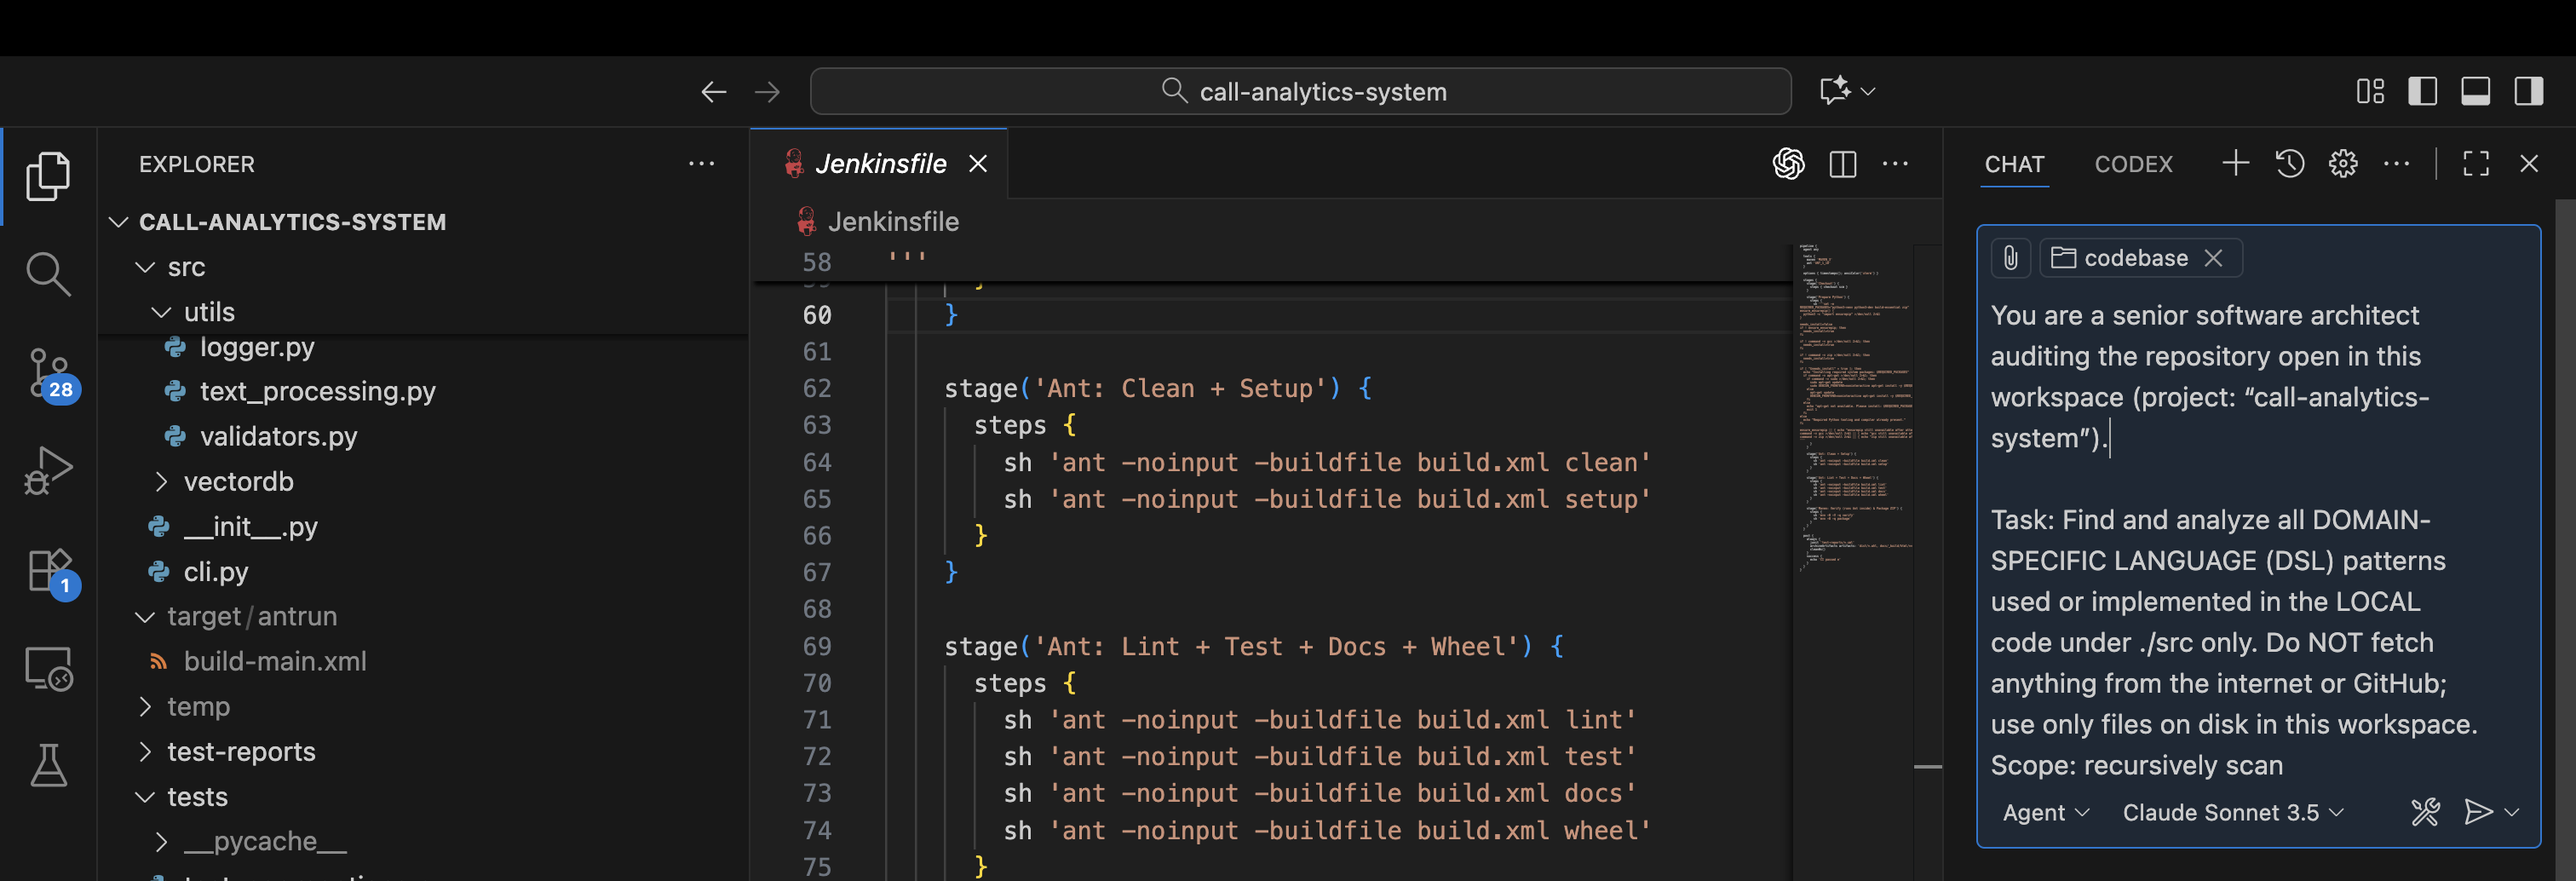 call-analytics-system
EXPLORER
CALL-ANALYTICS-SYSTEM
src
utils
logger.py
text_processing.py
validators.py
vectordb
__init__.py
cli.py
target/antrun
build-main.xml
temp
test-reports
tests
__pycache__
28
1
Jenkinsfile
Jenkinsfile
58 '''
60 }
61
62 stage('Ant: Clean + Setup') {
63 steps {
64 sh 'ant -noinput -buildfile build.xml clean'
65 sh 'ant -noinput -buildfile build.xml setup'
66 }
67 }
68
69 stage('Ant: Lint + Test + Docs + Wheel') {
70 steps {
71 sh 'ant -noinput -buildfile build.xml lint'
72 sh 'ant -noinput -buildfile build.xml test'
73 sh 'ant -noinput -buildfile build.xml docs'
74 sh 'ant -noinput -buildfile build.xml wheel'
75 }
CHAT CODEX
codebase
You are a senior software architect
auditing the repository open in this
workspace (project: “call-analytics-
system”).
Task: Find and analyze all DOMAIN-
SPECIFIC LANGUAGE (DSL) patterns
used or implemented in the LOCAL
code under ./src only. Do NOT fetch
anything from the internet or GitHub;
use only files on disk in this workspace.
Scope: recursively scan
Agent Claude Sonnet 3.5